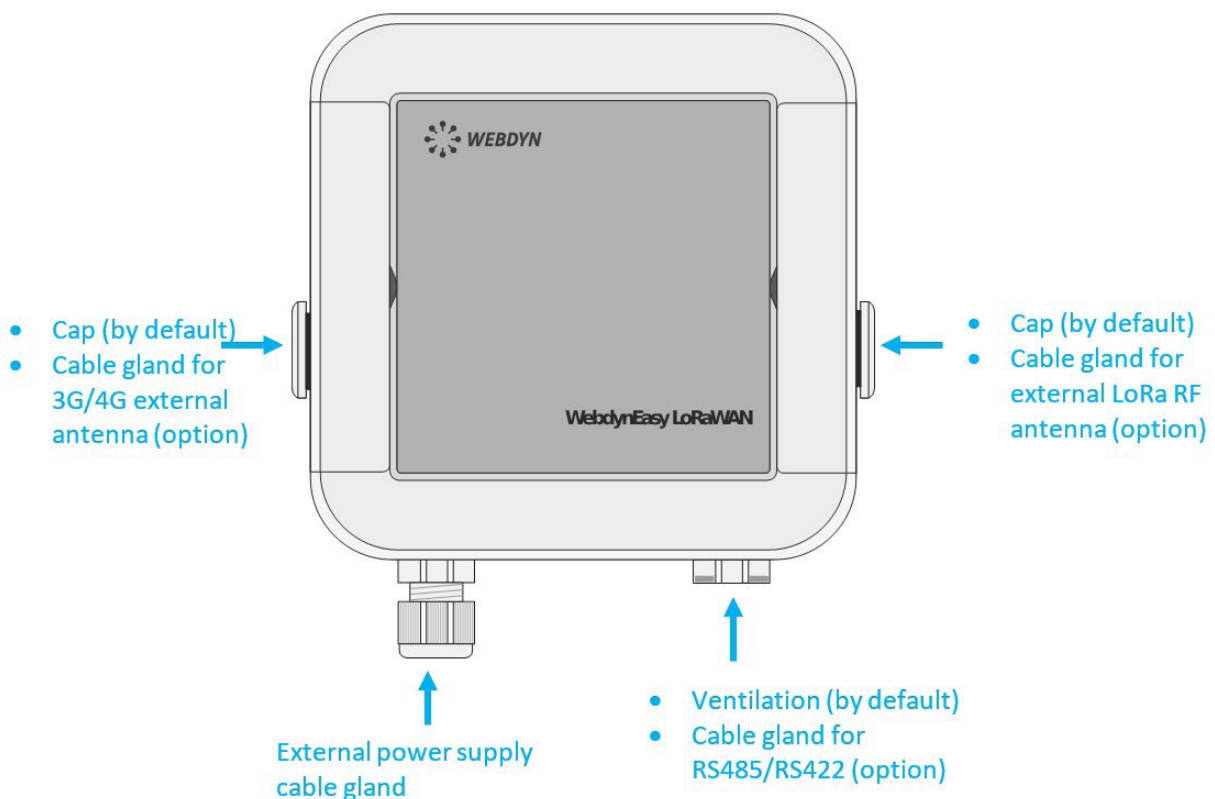 WEBDYN
WebdynEasy LoRaWAN
• Cap (by default)
• Cable gland for
3G/4G external
antenna (option)
• Cap (by default)
• Cable gland for
external LoRa RF
antenna (option)
External power supply
cable gland
• Ventilation (by default)
• Cable gland for
RS485/RS422 (option)